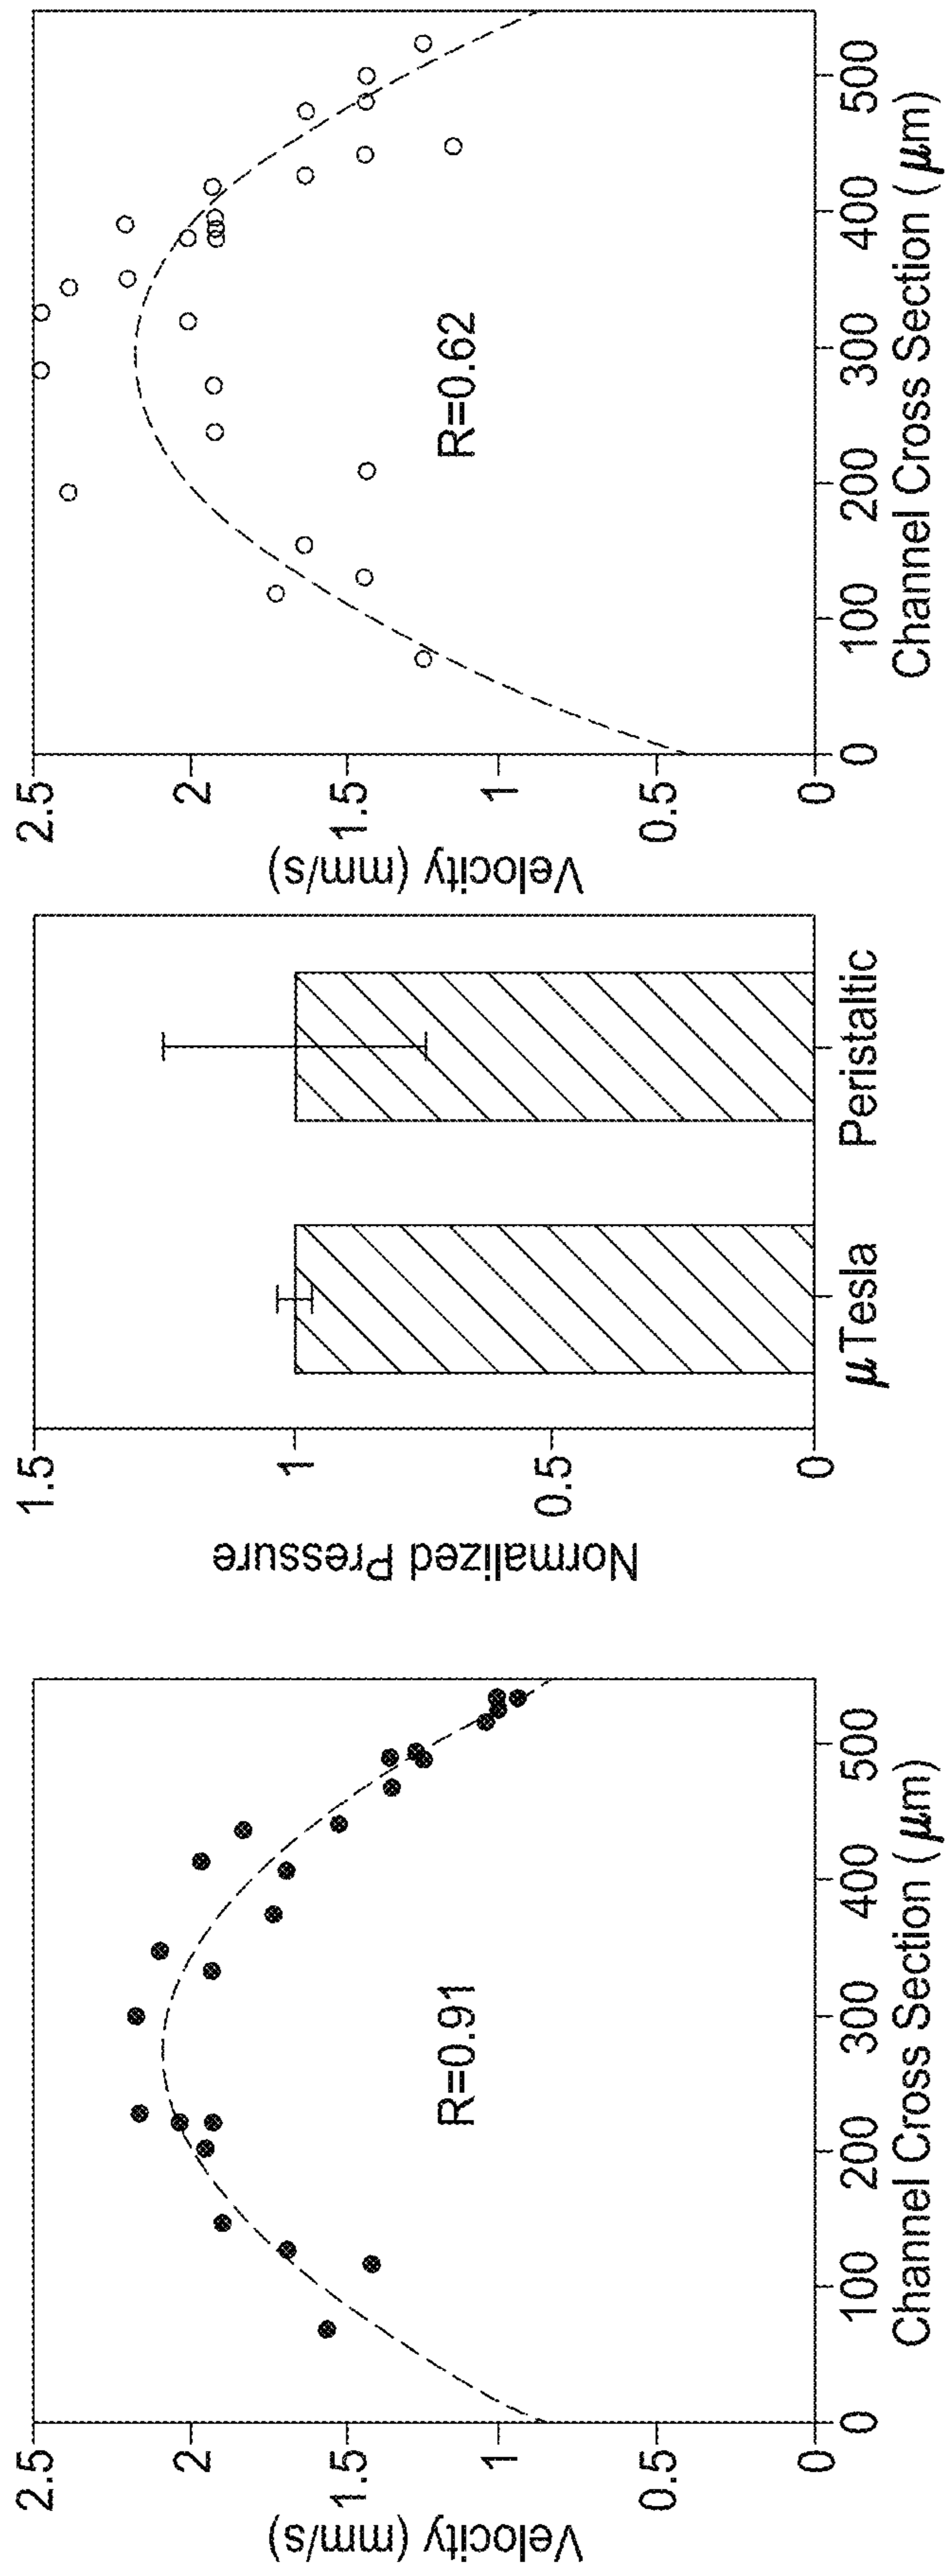 Velocity (mm/s)
2.5
2
1.5
1
0.5
0
R=0.91
0 100 200 300 400 500
Channel Cross Section (μm)
Normalized Pressure
1.5
1
0.5
0
μTesla Peristaltic
Velocity (mm/s)
2.5
2
1.5
1
0.5
0
R=0.62
0 100 200 300 400 500
Channel Cross Section (μm)